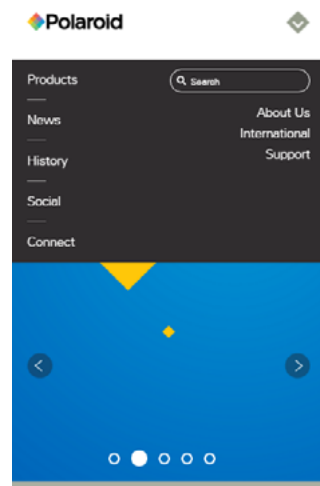 Polaroid
Products
Search
News
About Us
International
History
Support
Social
Connect